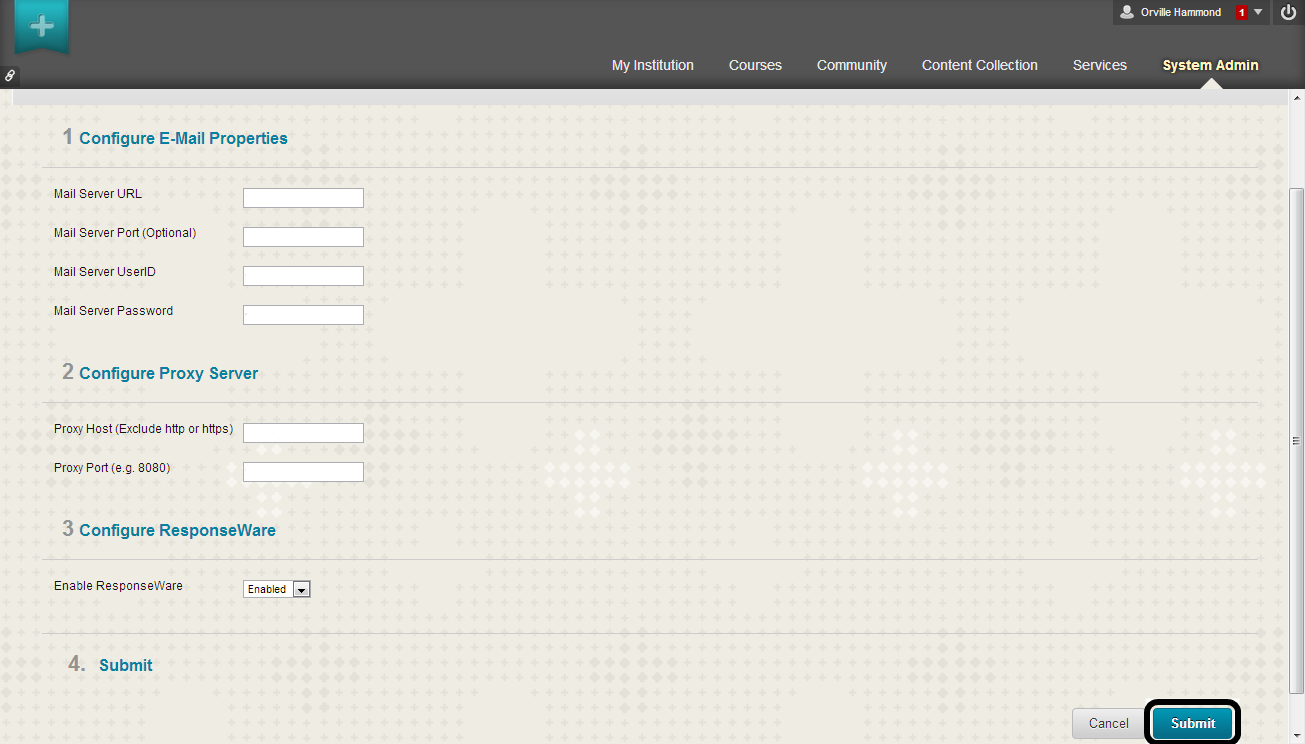 Orville Hammond 1
My Institution Courses Community Content Collection Services System Admin
1 Configure E-Mail Properties
Mail Server URL
Mail Server Port (Optional)
Mail Server UserID
Mail Server Password
2 Configure Proxy Server
Proxy Host (Exclude http or https)
Proxy Port (e.g. 8080)
3 Configure ResponseWare
Enable ResponseWare Enabled
4. Submit
Cancel Submit